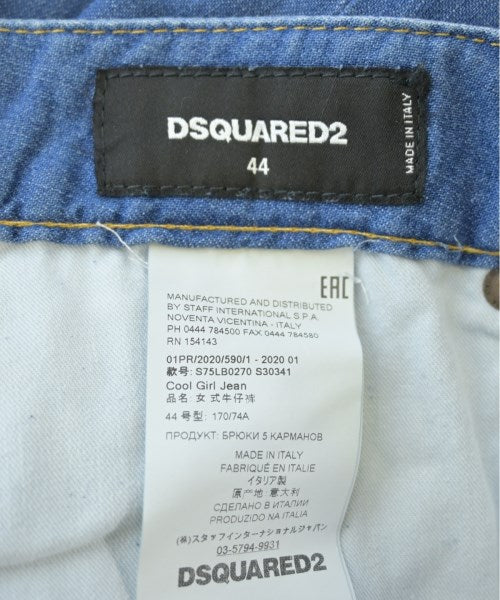 DSQUARED2
44
MADE IN ITALY
EAC
MANUFACTURED AND DISTRIBUTED
BY STAFF INTERNATIONAL S.P.A.
NOVENTA VICENTINA - ITALY
PH 0444 784500 FAX 0444 784580
RN 154143
01PR/2020/590/1 - 2020 01
款号: S75LB0270 S30341
Cool Girl Jean
品名: 女式牛仔裤
44 号型: 170/74A
ПРОДУКТ: БРЮКИ 5 КАРМАНОВ
MADE IN ITALY
FABRIQUÉ EN ITALIE
イタリア製
原产地 意大利
СДЕЛАНО В ИТАЛИИ
PRODUZIDO NA ITALIA
(株)スタッフインターナショナルジャパン
03-5794-9931
DSQUARED2